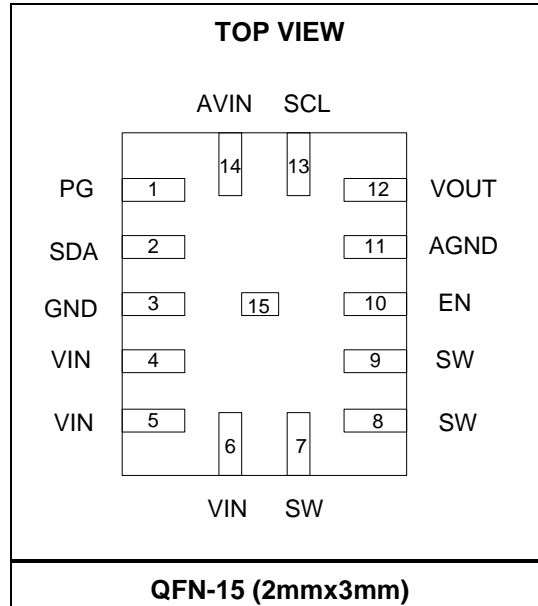 TOP VIEW
AVIN SCL
14 13
PG 1 12 VOUT
SDA 2 11 AGND
GND 3 15 10 EN
VIN 4 9 SW
VIN 5 8 SW
6 7
VIN SW
QFN-15 (2mmx3mm)